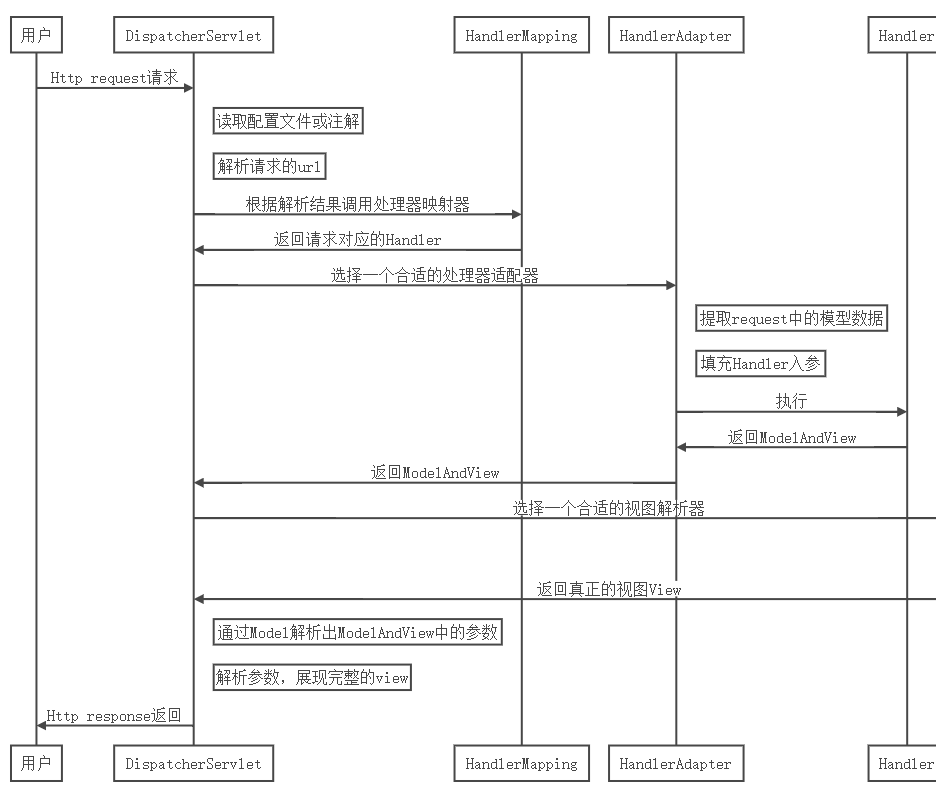 用户
DispatcherServlet
HandlerMapping
HandlerAdapter
Handler
Http request请求
读取配置文件或注解
解析请求的url
根据解析结果调用处理器映射器
返回请求对应的Handler
选择一个合适的处理器适配器
提取request中的模型数据
填充Handler入参
执行
返回ModelAndView
返回ModelAndView
选择一个合适的视图解析器
返回真正的视图View
通过Model解析出ModelAndView中的参数
解析参数，展现完整的view
Http response返回
用户
DispatcherServlet
HandlerMapping
HandlerAdapter
Handler